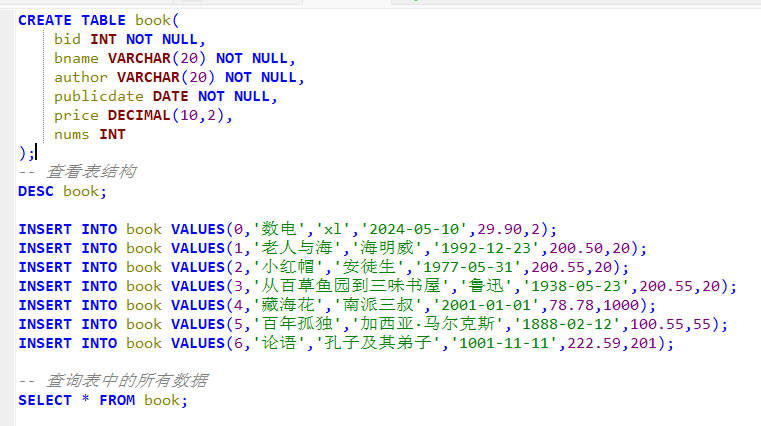 CREATE TABLE book(
    bid INT NOT NULL,
    bname VARCHAR(20) NOT NULL,
    author VARCHAR(20) NOT NULL,
    publicdate DATE NOT NULL,
    price DECIMAL(10,2),
    nums INT
);
-- 查看表结构
DESC book;

INSERT INTO book VALUES(0,'数电','xl','2024-05-10',29.90,2);
INSERT INTO book VALUES(1,'老人与海','海明威','1992-12-23',200.50,20);
INSERT INTO book VALUES(2,'小红帽','安徒生','1977-05-31',200.55,20);
INSERT INTO book VALUES(3,'从百草鱼园到三味书屋','鲁迅','1938-05-23',200.55,20);
INSERT INTO book VALUES(4,'藏海花','南派三叔','2001-01-01',78.78,1000);
INSERT INTO book VALUES(5,'百年孤独','加西亚·马尔克斯','1888-02-12',100.55,55);
INSERT INTO book VALUES(6,'论语','孔子及其弟子','1001-11-11',222.59,201);

-- 查询表中的所有数据
SELECT * FROM book;